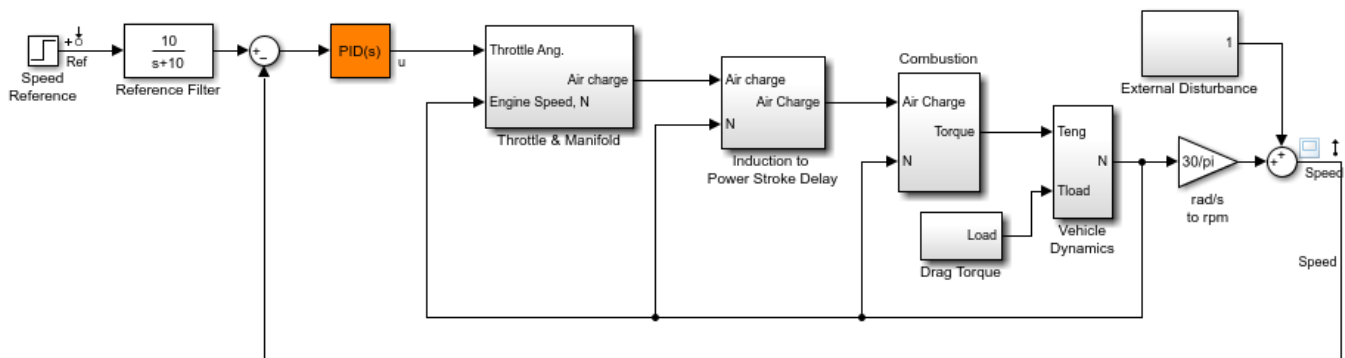 Speed
Reference
Ref
10
s+10
Reference Filter
+
−
PID(s)
u
Throttle Ang.
Air charge
Engine Speed, N
Throttle & Manifold
Air charge
Air Charge
N
Induction to
Power Stroke Delay
Combustion
Air Charge
Torque
N
Load
Drag Torque
Teng
N
Tload
Vehicle
Dynamics
30/pi
rad/s
to rpm
1
External Disturbance
+
+
Speed
Speed